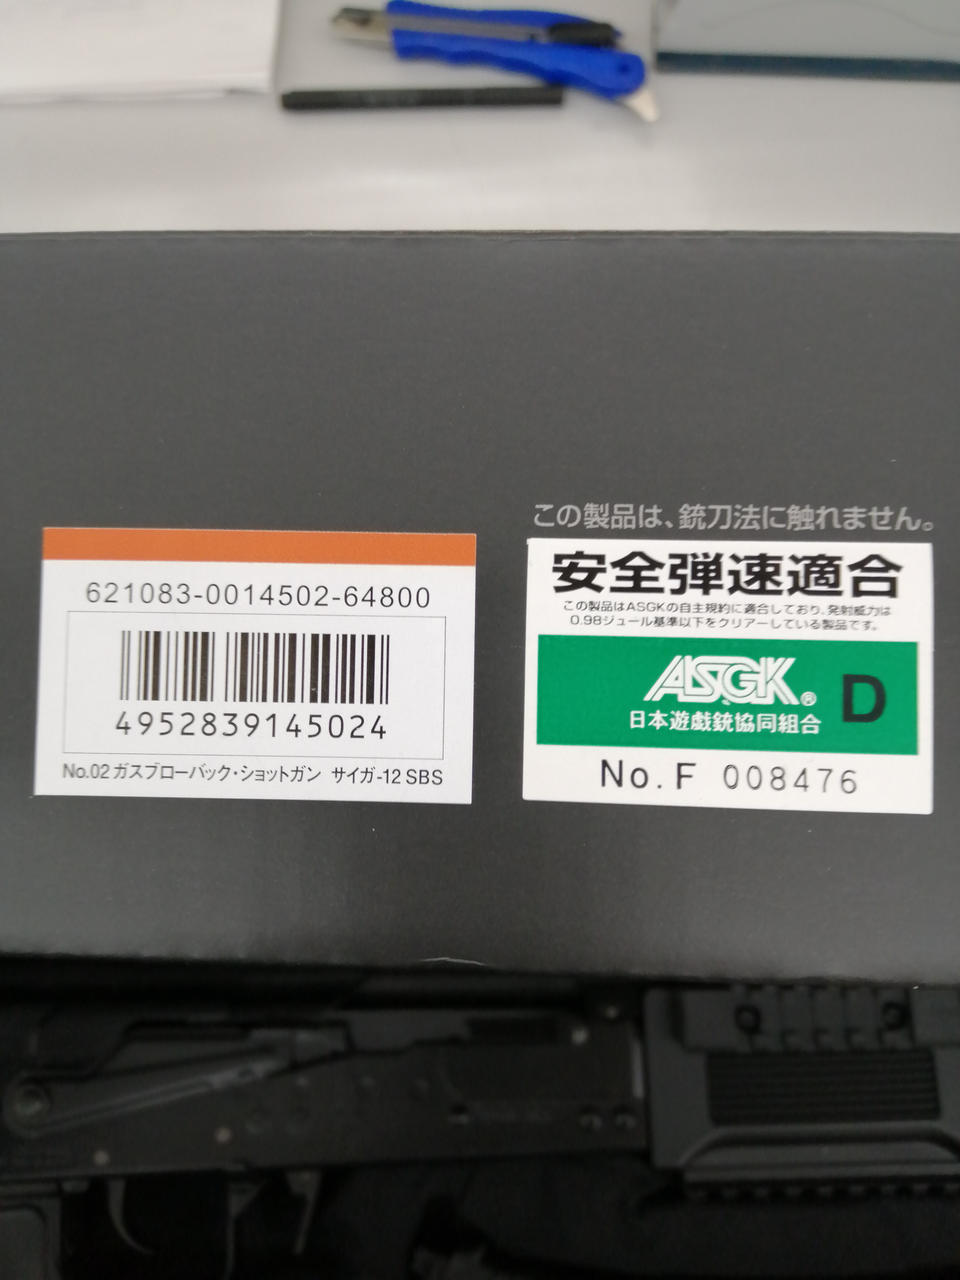 621083-0014502-64800
4952839145024
No.02 ガスブローバック・ショットガン サイガ-12 SBS
この製品は、銃刀法に触れません。
安全弾速適合
この製品はASGKの自主規約に適合しており、発射威力は
0.98ジュール基準以下をクリアーしている製品です。
ASGK® D
日本遊戯銃協同組合
No. F 008476